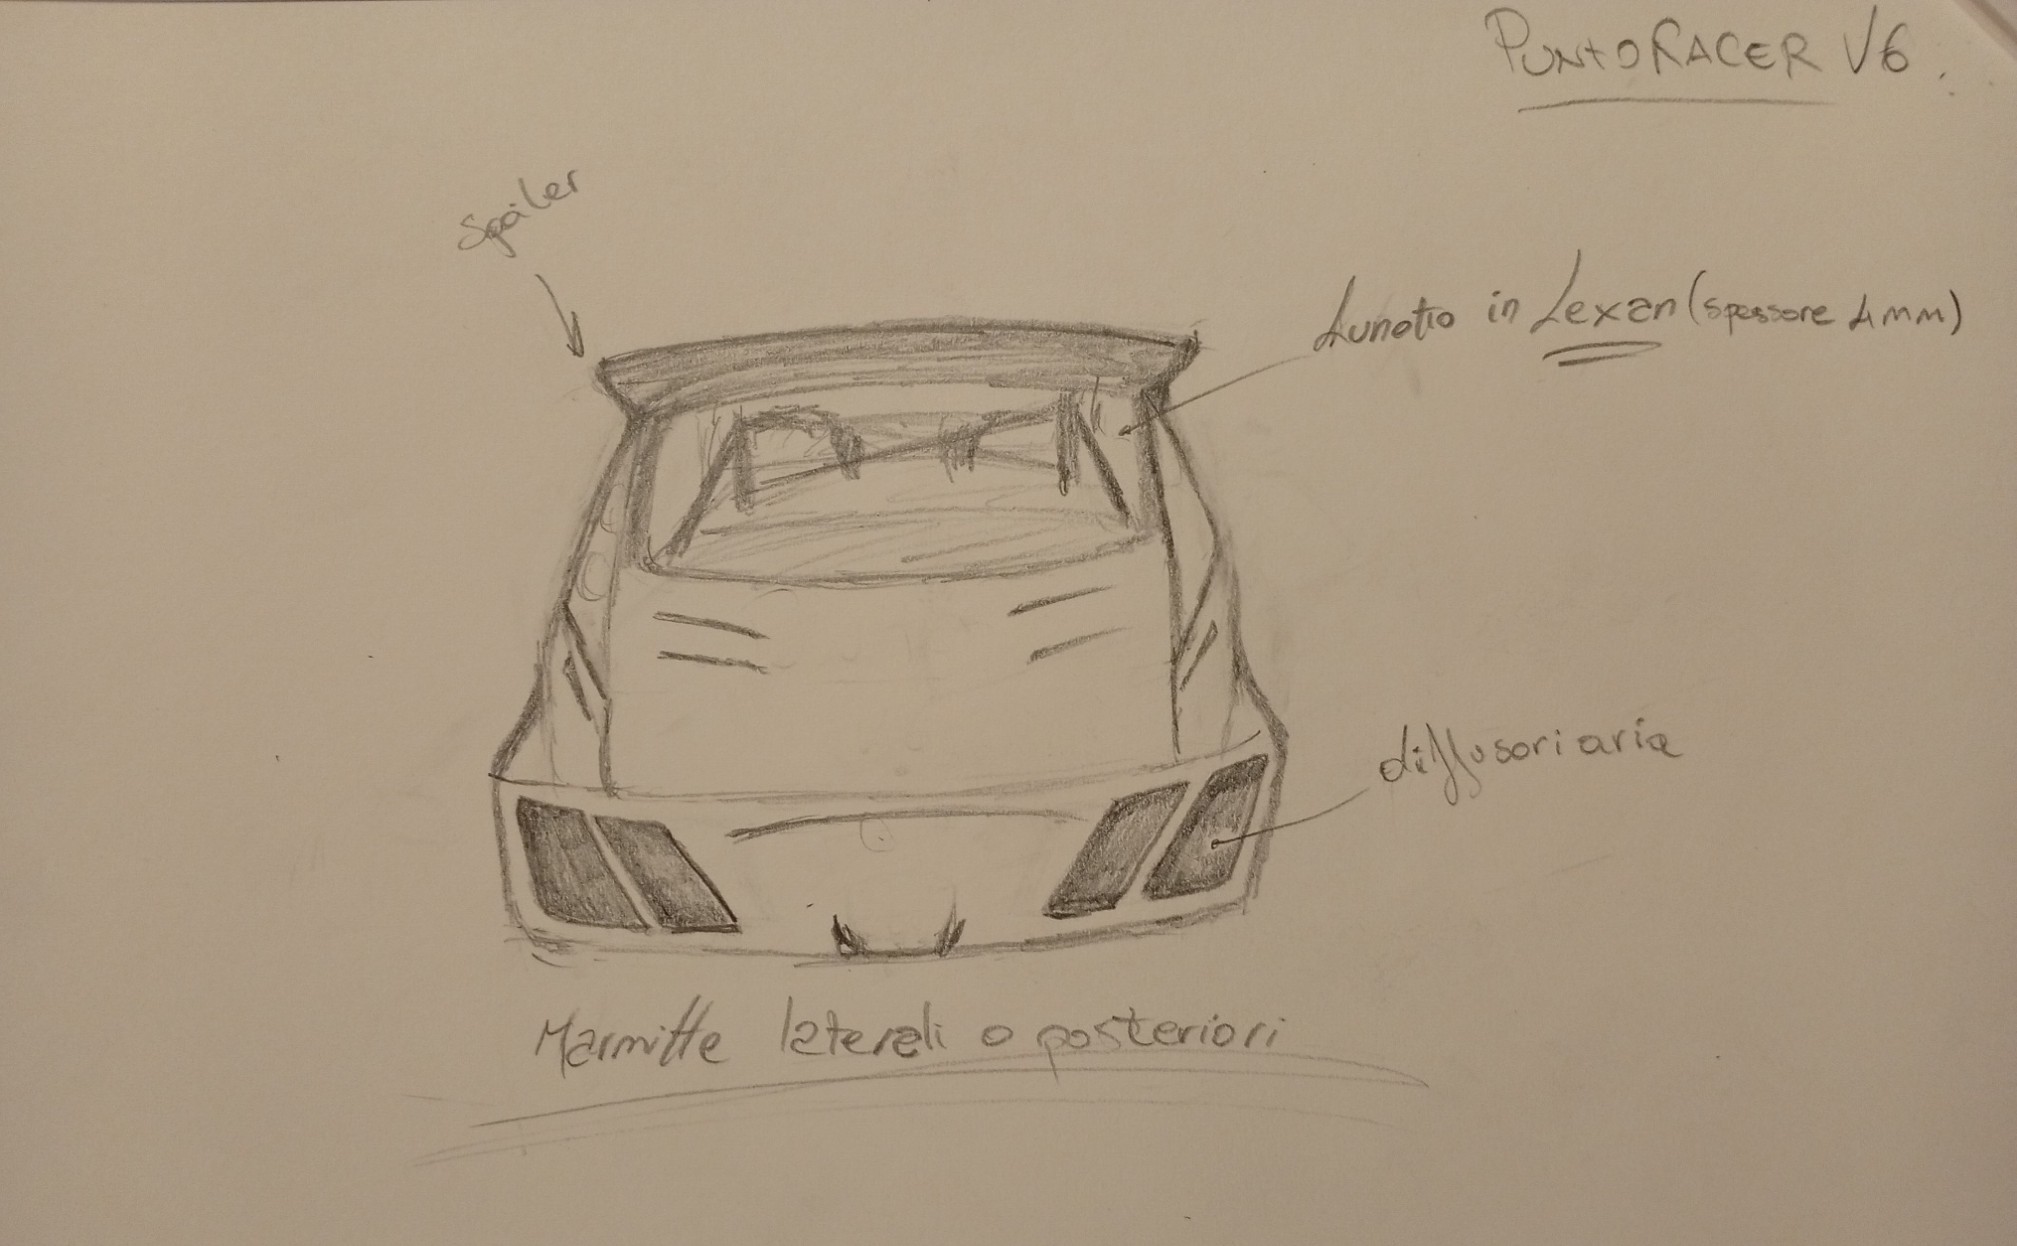 PUNTORACER V6.
Spoiler
Lunotto in Lexan (spessore 4mm)
diffusori aria
Marmitte laterali o posteriori